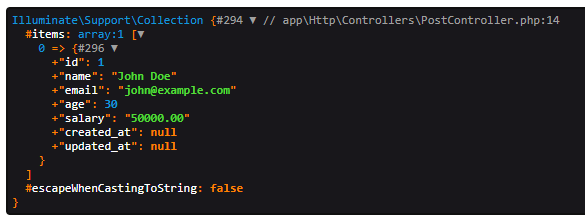 Illuminate\Support\Collection {#294 ▼ // app\Http\Controllers\PostController.php:14
#items: array:1 [▼
0 => {#296 ▼
+"id": 1
+"name": "John Doe"
+"email": "john@example.com"
+"age": 30
+"salary": "50000.00"
+"created_at": null
+"updated_at": null
}
]
#escapeWhenCastingToString: false
}